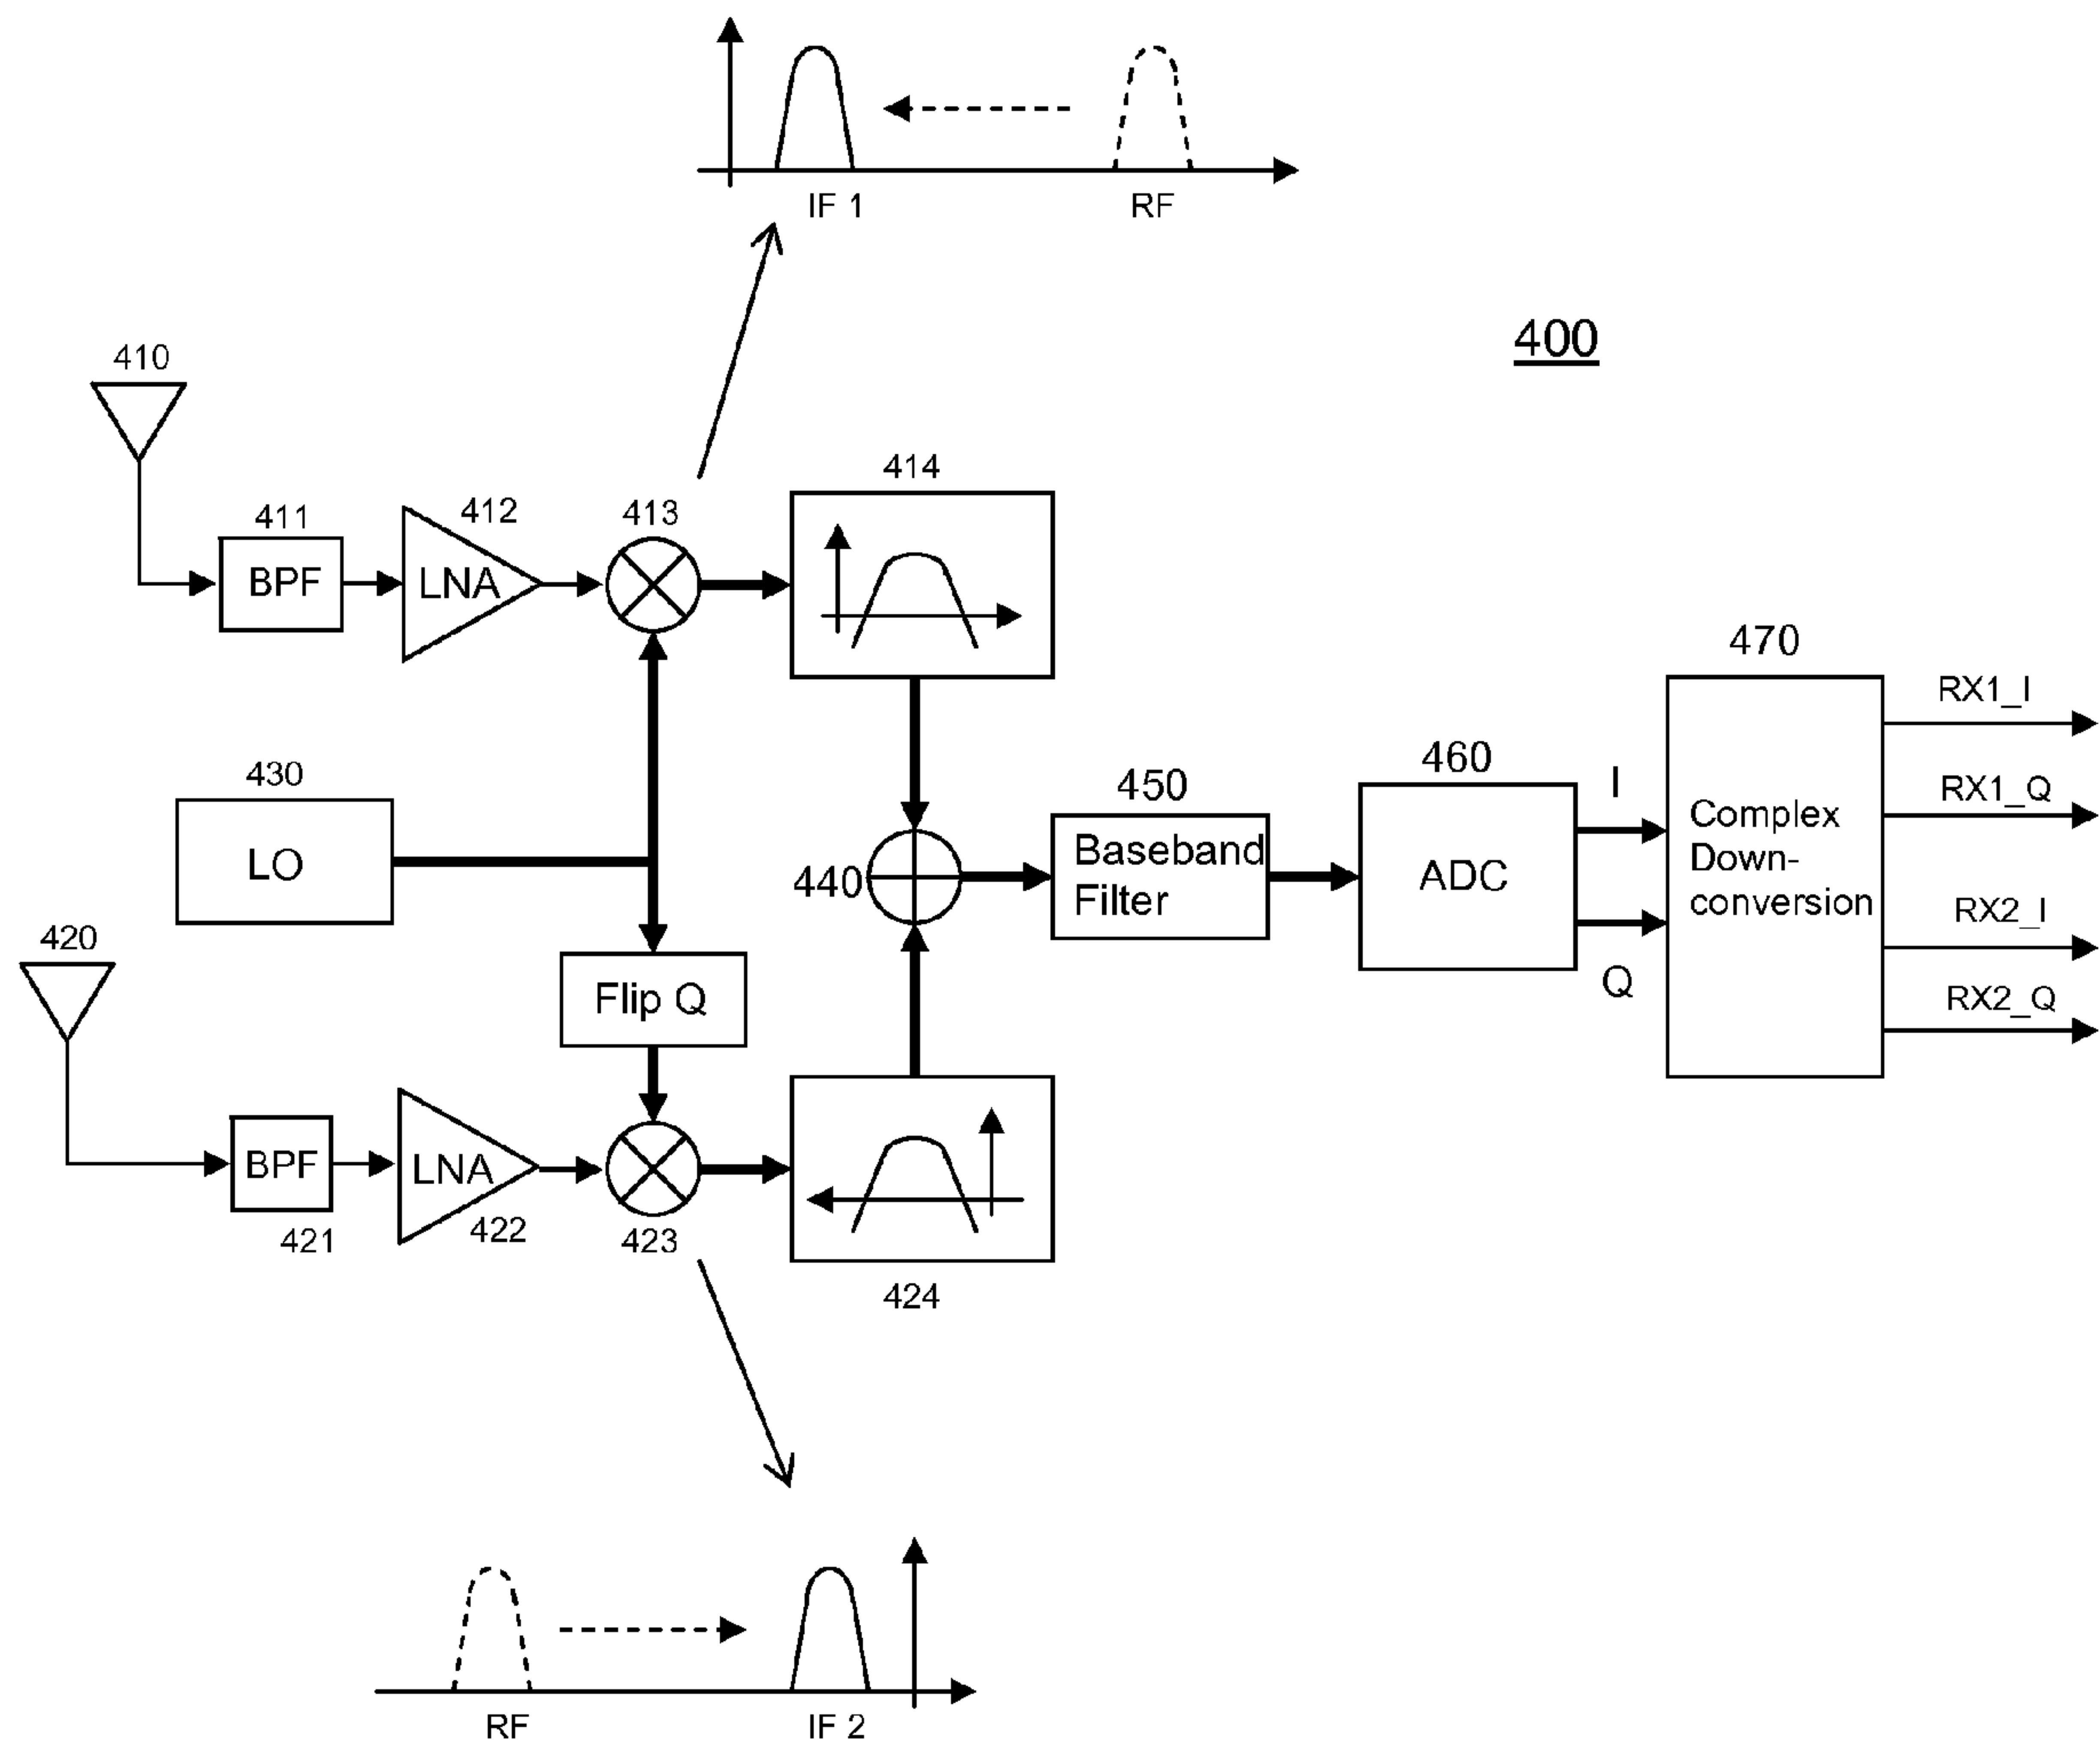 IF 1
RF
400
410
411
BPF
412
LNA
413
414
430
LO
420
Flip Q
440
450
Baseband
Filter
460
ADC
I
Q
470
Complex
Down-
conversion
RX1_I
RX1_Q
RX2_I
RX2_Q
BPF
421
LNA
422
423
424
RF
IF 2